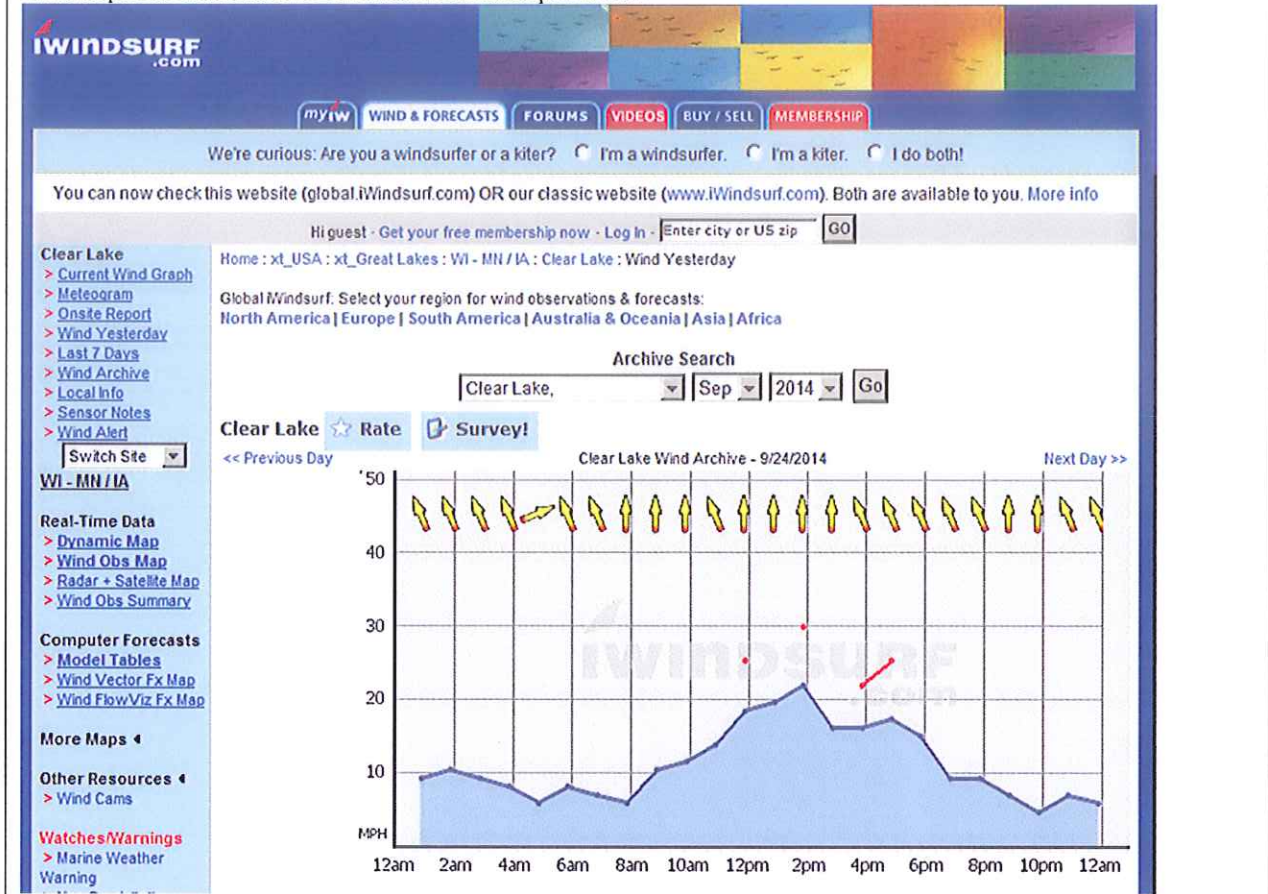 iWINDSURF
.com
myiw WIND & FORECASTS FORUMS VIDEOS BUY / SELL MEMBERSHIP
We're curious: Are you a windsurfer or a kiter? I'm a windsurfer. I'm a kiter. I do both!
You can now check this website (global.iWindsurf.com) OR our classic website (www.iWindsurf.com). Both are available to you. More info
Hi guest - Get your free membership now - Log In - Enter city or US zip GO
Clear Lake
> Current Wind Graph
> Meteogram
> Onsite Report
> Wind Yesterday
> Last 7 Days
> Wind Archive
> Local Info
> Sensor Notes
> Wind Alert
Switch Site
WI - MN / IA
Real-Time Data
> Dynamic Map
> Wind Obs Map
> Radar + Satellite Map
> Wind Obs Summary
Computer Forecasts
> Model Tables
> Wind Vector Fx Map
> Wind FlowViz Fx Map
More Maps
Other Resources
> Wind Cams
Watches/Warnings
> Marine Weather
Warning
Home : xt_USA : xt_Great Lakes : WI - MN / IA : Clear Lake : Wind Yesterday
Global iWindsurf: Select your region for wind observations & forecasts:
North America | Europe | South America | Australia & Oceania | Asia | Africa
Archive Search
Clear Lake, Sep 2014 Go
Clear Lake Rate Survey!
<< Previous Day Clear Lake Wind Archive - 9/24/2014 Next Day >>
50
40
30
iWINDSURF
.com
20
10
MPH
12am 2am 4am 6am 8am 10am 12pm 2pm 4pm 6pm 8pm 10pm 12am